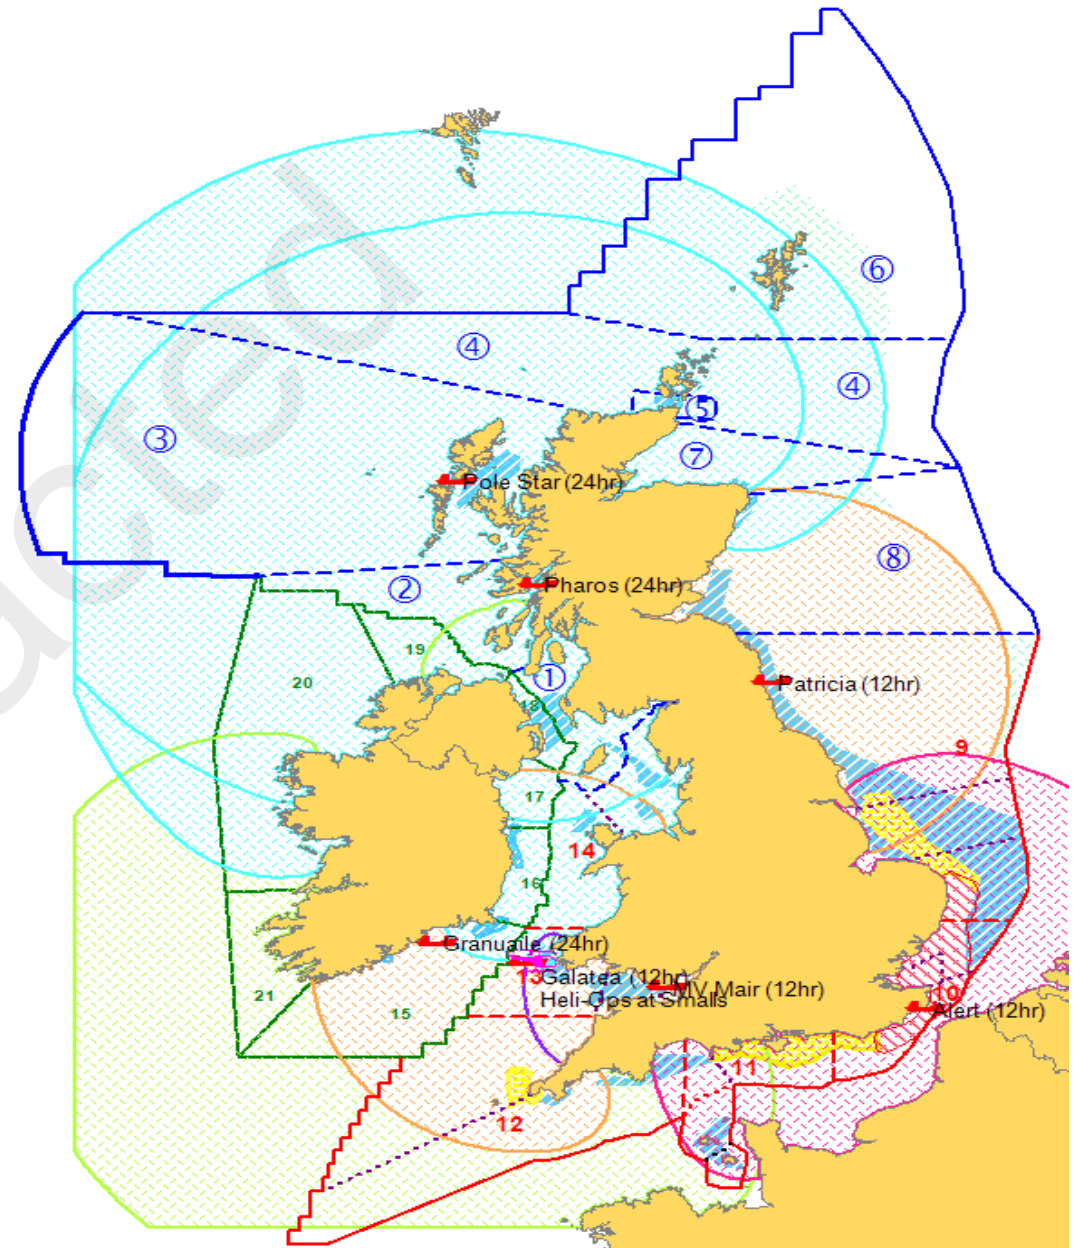 ⑥
④
④
⑤
③
⑦
Pole Star (24hr)
⑧
Pharos (24hr)
②
19
①
20
Patricia (12hr)
18
9
17
14
16
Granuaile (24hr)
13
Galatea (12hr)
Heli-Ops at Smalls
MV Mair (12hr)
10
Alert (12hr)
21
15
11
12